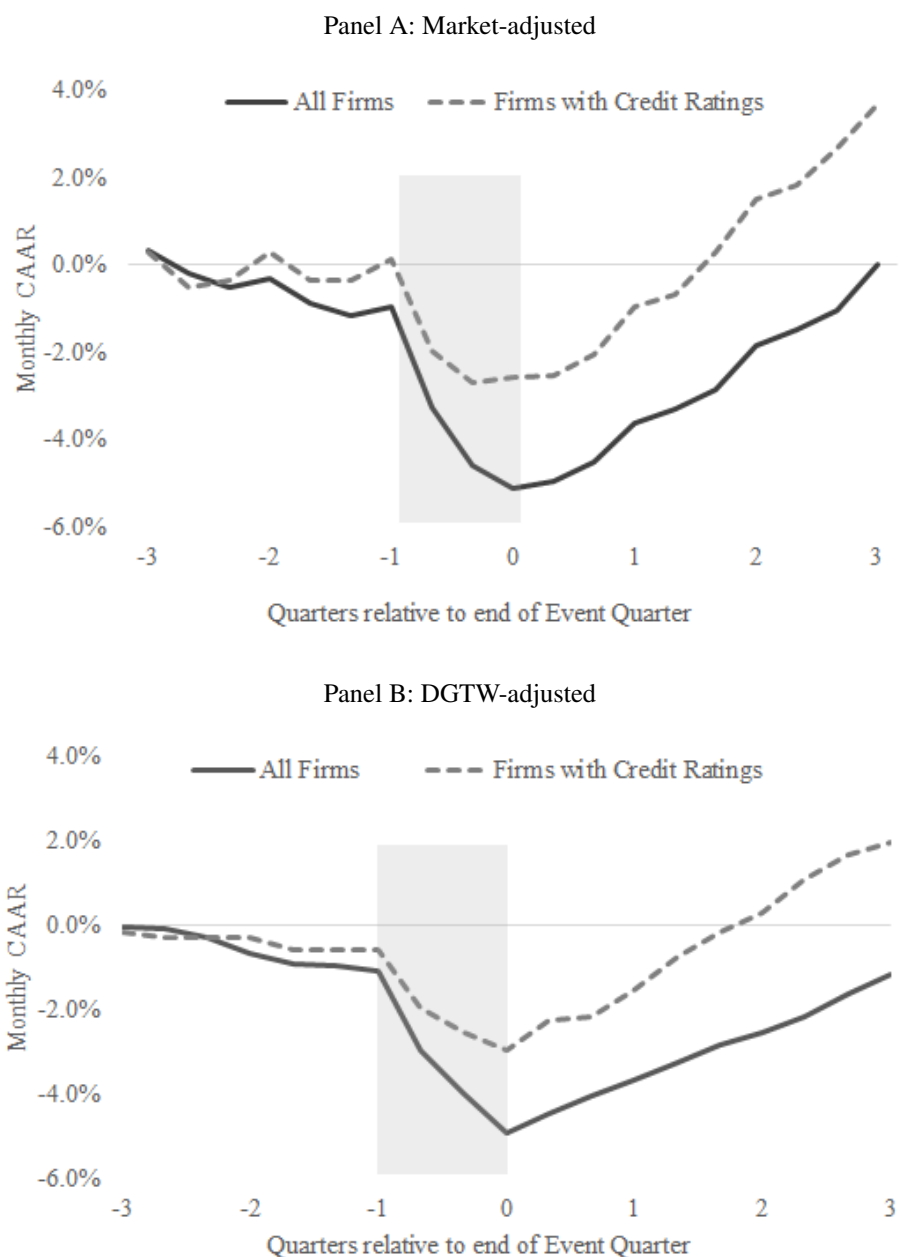 Panel A: Market-adjusted
4.0%
All Firms
Firms with Credit Ratings
2.0%
0.0%
-2.0%
-4.0%
-6.0%
Monthly CAAR
-3 -2 -1 0 1 2 3
Quarters relative to end of Event Quarter
Panel B: DGTW-adjusted
4.0%
All Firms
Firms with Credit Ratings
2.0%
0.0%
-2.0%
-4.0%
-6.0%
Monthly CAAR
-3 -2 -1 0 1 2 3
Quarters relative to end of Event Quarter